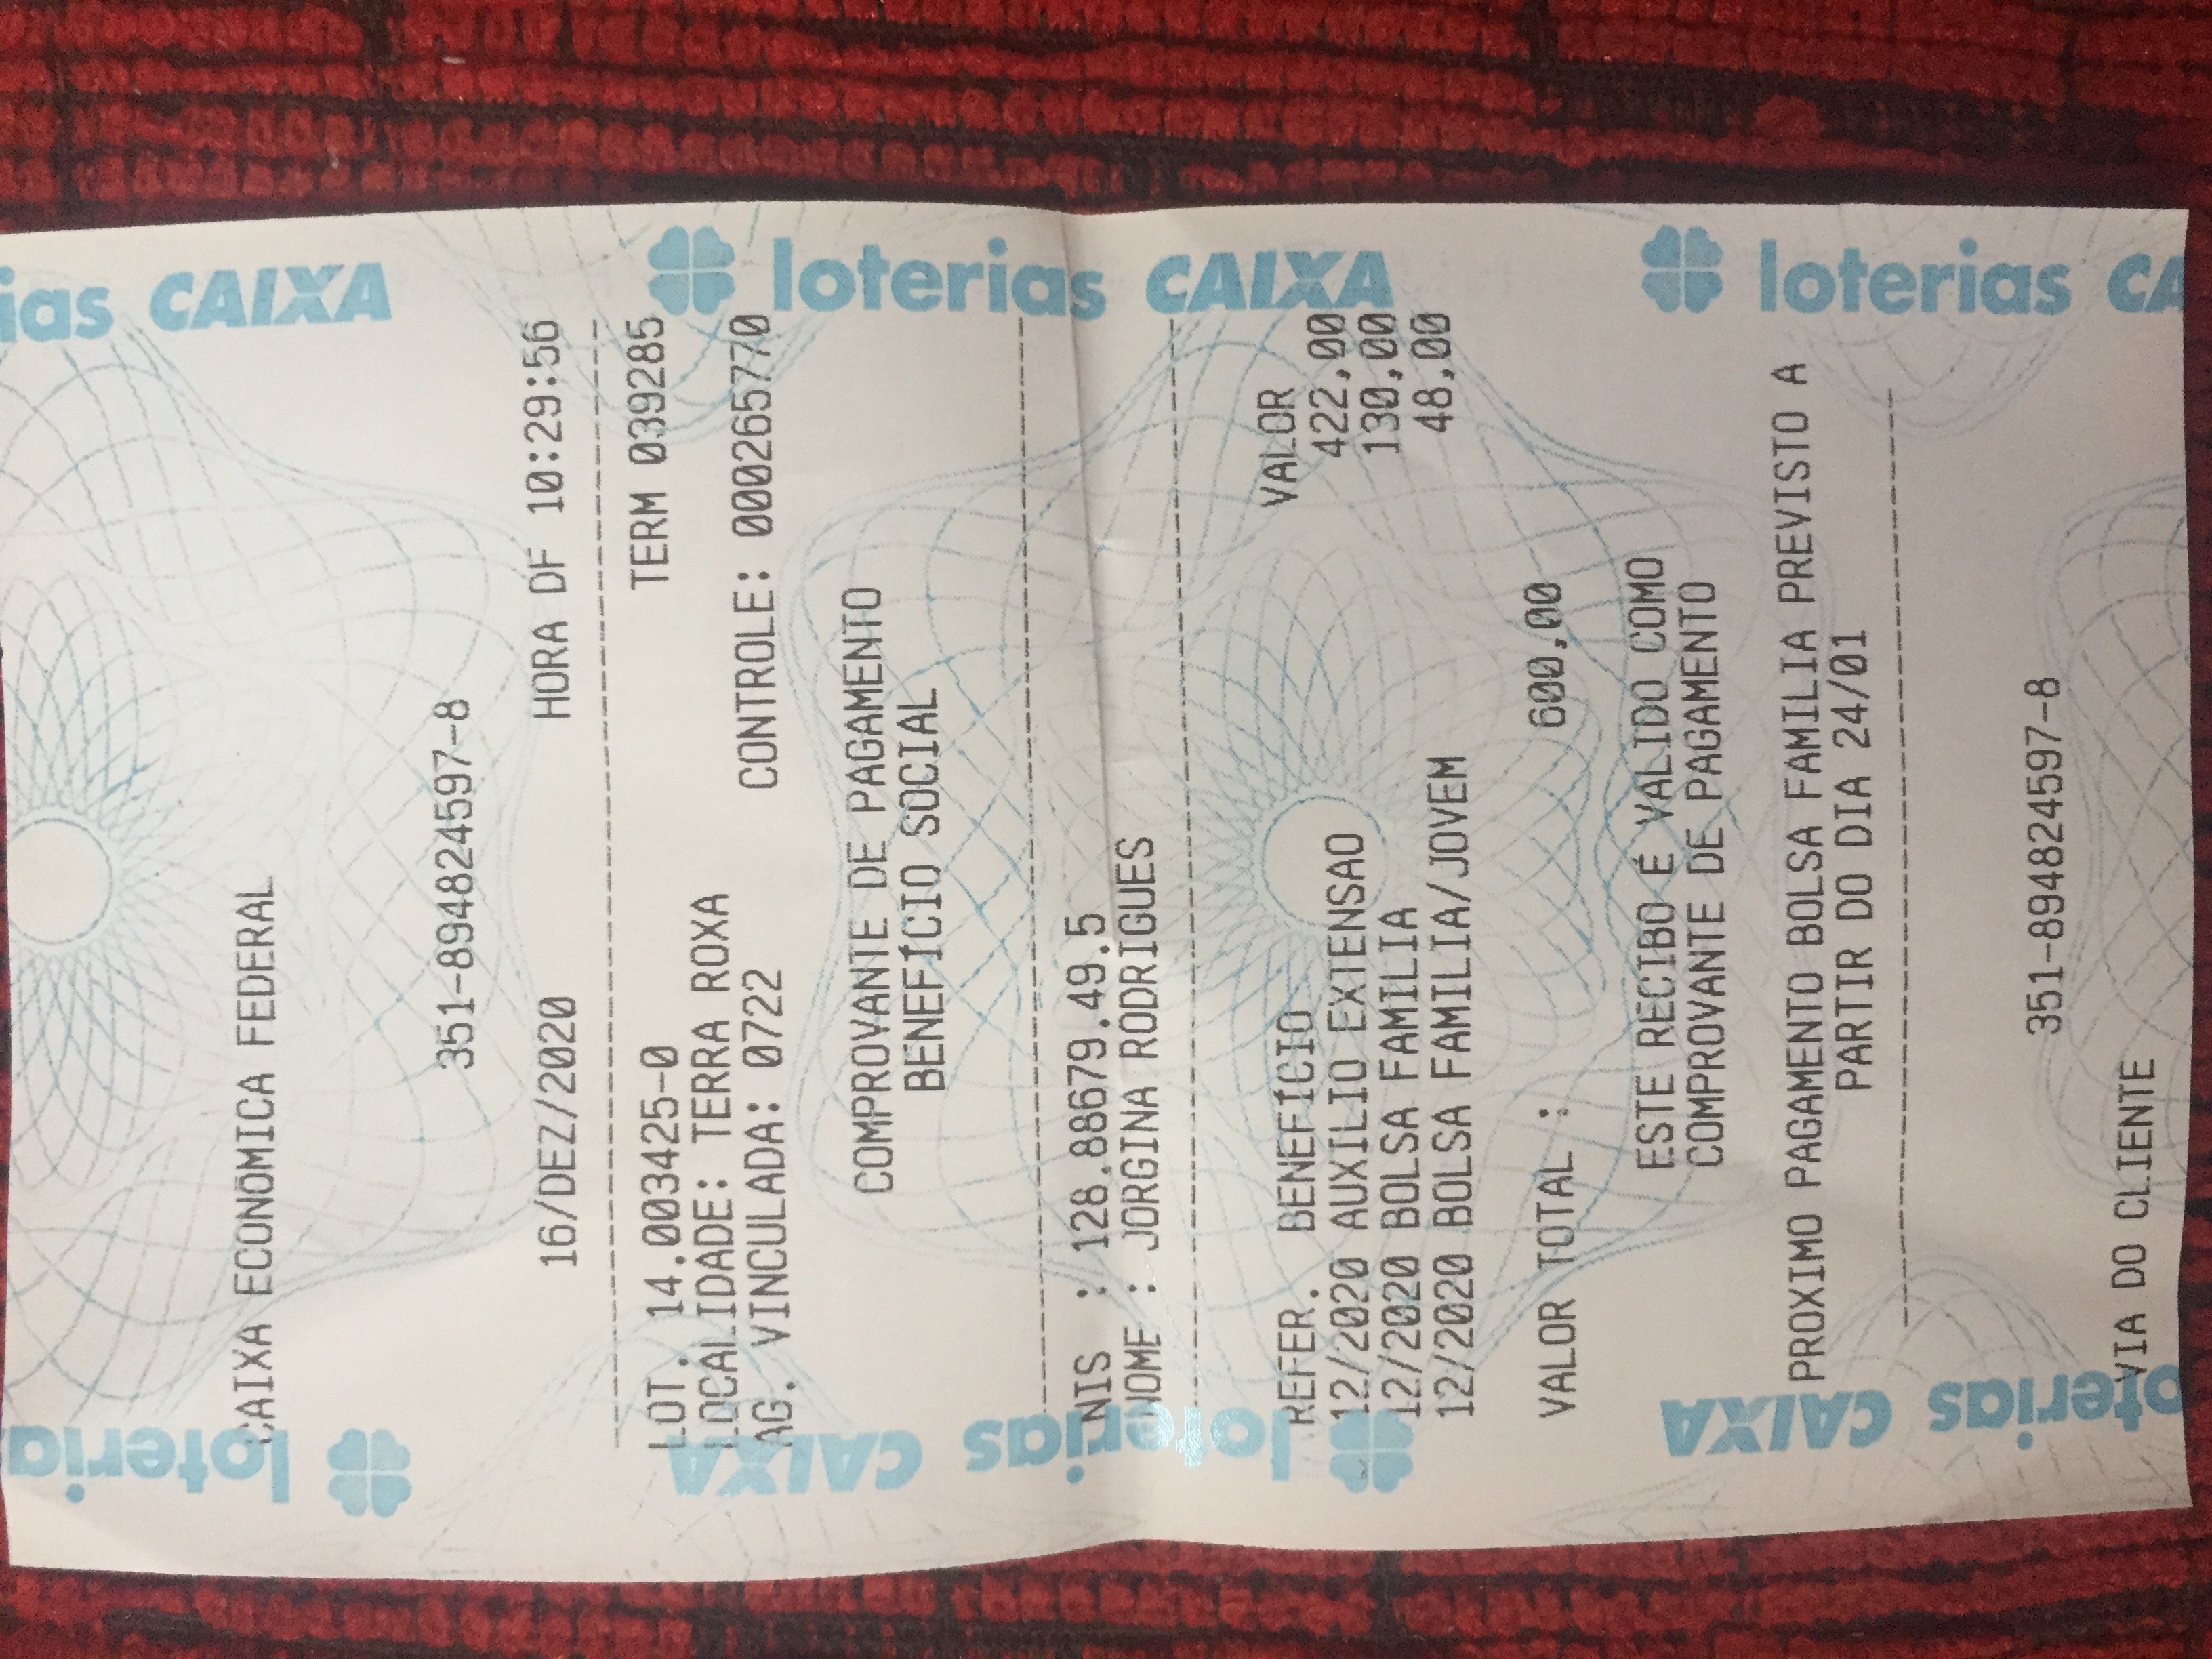 loterias CAIXA
loterias CAIXA
loterias CA
CAIXA ECONÔMICA FEDERAL
351-894824597-8
16/DEZ/2020 HORA DF 10:29:56
LOT. 14.003425-0 TERM 039285
LOCALIDADE: TERRA ROXA
AG. VINCULADA: 0722 CONTROLE: 000265770
COMPROVANTE DE PAGAMENTO
BENEFÍCIO SOCIAL
NIS : 128.88679.49.5
NOME : JORGINA RODRIGUES
REFER. BENEFÍCIO VALOR
12/2020 AUXILIO EXTENSAO 422,00
12/2020 BOLSA FAMILIA 130,00
12/2020 BOLSA FAMILIA/JOVEM 48,00
VALOR TOTAL : 600,00
ESTE RECIBO É VALIDO COMO
COMPROVANTE DE PAGAMENTO
PROXIMO PAGAMENTO BOLSA FAMILIA PREVISTO A
PARTIR DO DIA 24/01
351-894824597-8
VIA DO CLIENTE
loteria
loterias CAIXA
loterias CAIXA